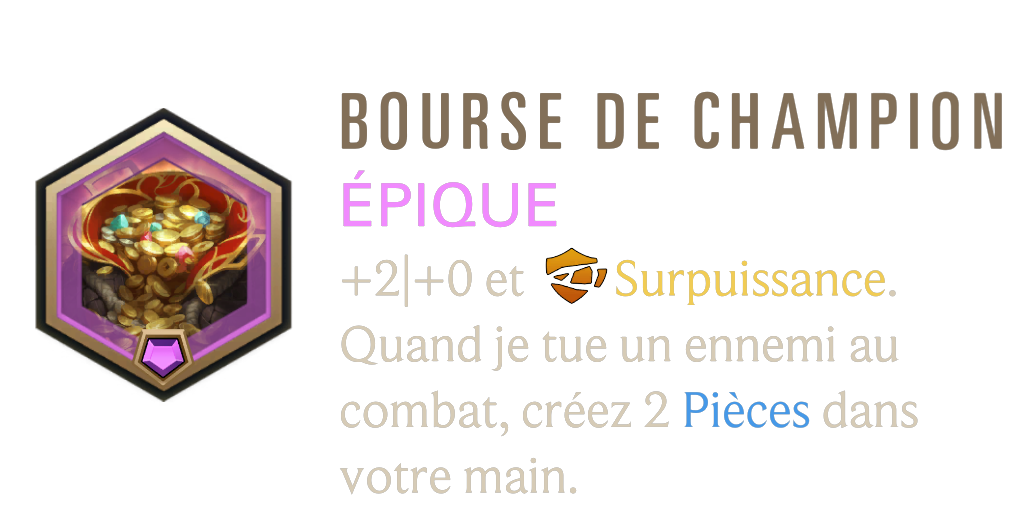 BOURSE DE CHAMPION
ÉPIQUE
+2|+0 et Surpuissance.
Quand je tue un ennemi au
combat, créez 2 Pièces dans
votre main.